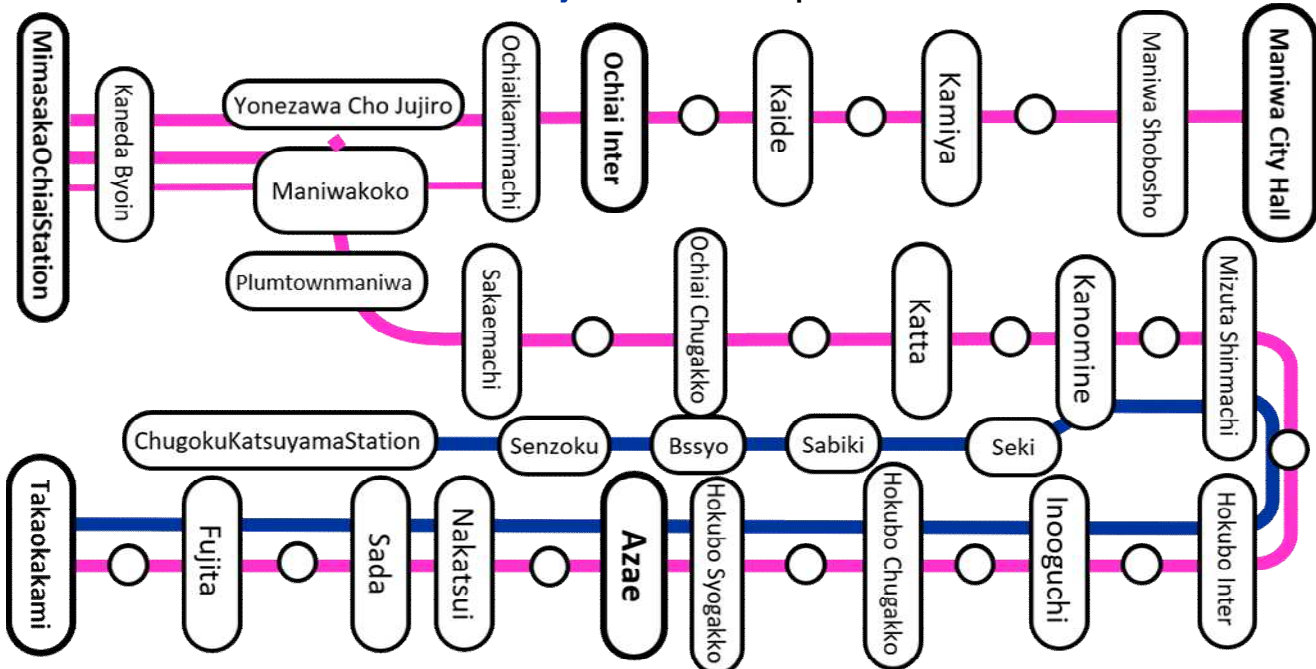 MimasakaOchiaiStation
Kaneda Byoin
Yonezawa Cho Jujiro
Maniwakoko
Plumtownmaniwa
Ochiaikamimachi
Ochiai Inter
Kaide
Kamiya
Maniwa Shobosho
Maniwa City Hall
Sakaemachi
Ochiai Chugakko
Katta
Kanomine
Mizuta Shinmachi
ChugokuKatsuyamaStation
Senzoku
Bssyo
Sabiki
Seki
Takaokakami
Fujita
Sada
Nakatsui
Azae
Hokubo Syogakko
Hokubo Chugakko
Inooguchi
Hokubo Inter